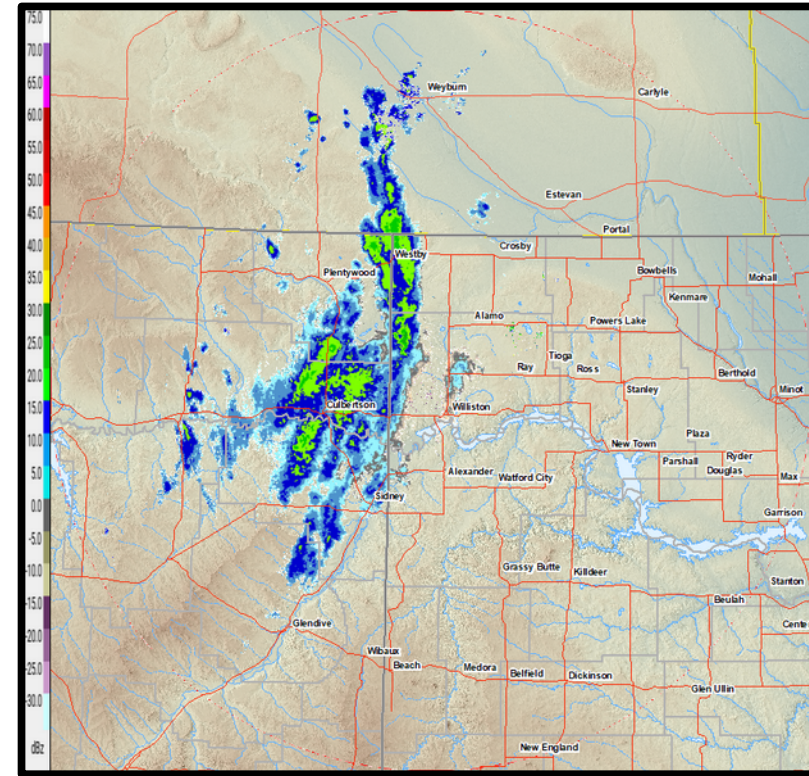 75.0
70.0
65.0
60.0
55.0
50.0
45.0
40.0
35.0
30.0
25.0
20.0
15.0
10.0
5.0
0.0
-5.0
-10.0
-15.0
-20.0
-25.0
-30.0
dBz
Weyburn
Carlyle
Estevan
Portal
Crosby
Westby
Plentywood
Bowbells
Mohall
Kenmare
Alamo
Powers Lake
Tioga
Ray
Ross
Berthold
Stanley
Minot
Culbertson
Williston
Plaza
New Town
Ryder
Parshall
Douglas
Alexander
Watford City
Max
Sidney
Garrison
Grassy Butte
Killdeer
Stanton
Beulah
Glendive
Cente
Wibaux
Beach
Medora
Belfield
Dickinson
Glen Ullin
New England